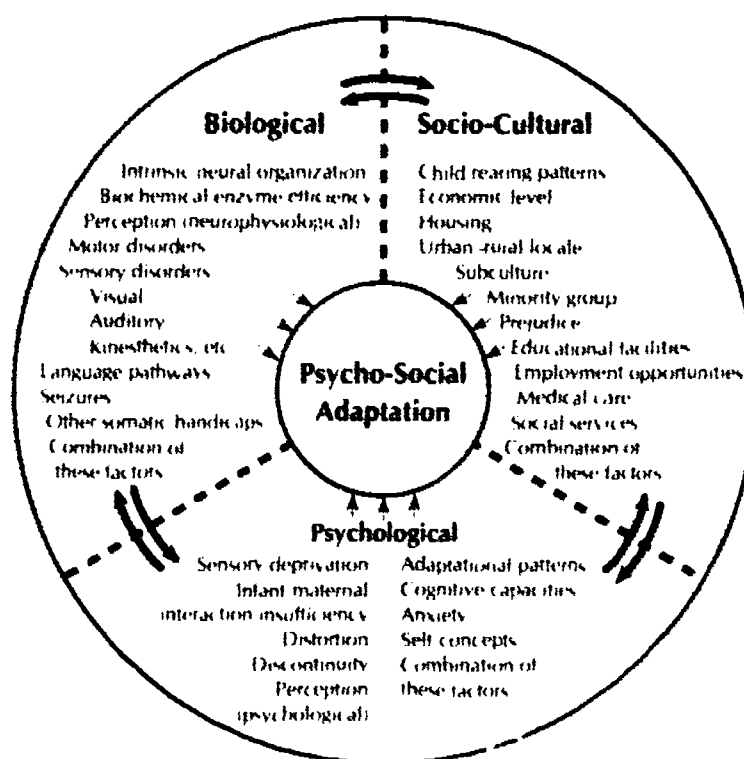 Biological
Intrinsic neural organization
Biochemical enzyme efficiency
Perception (neurophysiological)
Motor disorders
Sensory disorders
Visual
Auditory
Kinesthetics, etc
Language pathways
Seizures
Other somatic handicaps
Combination of
these factors
Socio-Cultural
Child rearing patterns
Economic level
Housing
Urban-rural locale
Subculture
Minority group
Prejudice
Educational facilities
Employment opportunities
Medical care
Social services
Combination of
these factors
Psycho-Social
Adaptation
Psychological
Sensory deprivation
Infant maternal
interaction insufficiency
Distortion
Discontinuity
Perception
(psychological)
Adaptational patterns
Cognitive capacities
Anxiety
Self concepts
Combination of
these factors